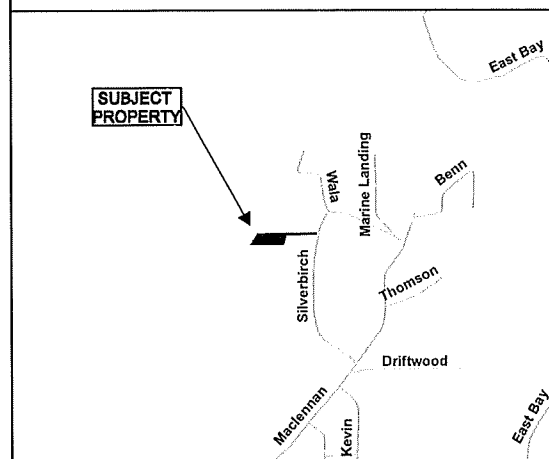 East Bay
SUBJECT
PROPERTY
Wala
Marine Landing
Benn
Silverbirch
Thomson
Driftwood
Maclennan
Kevin
East Bay